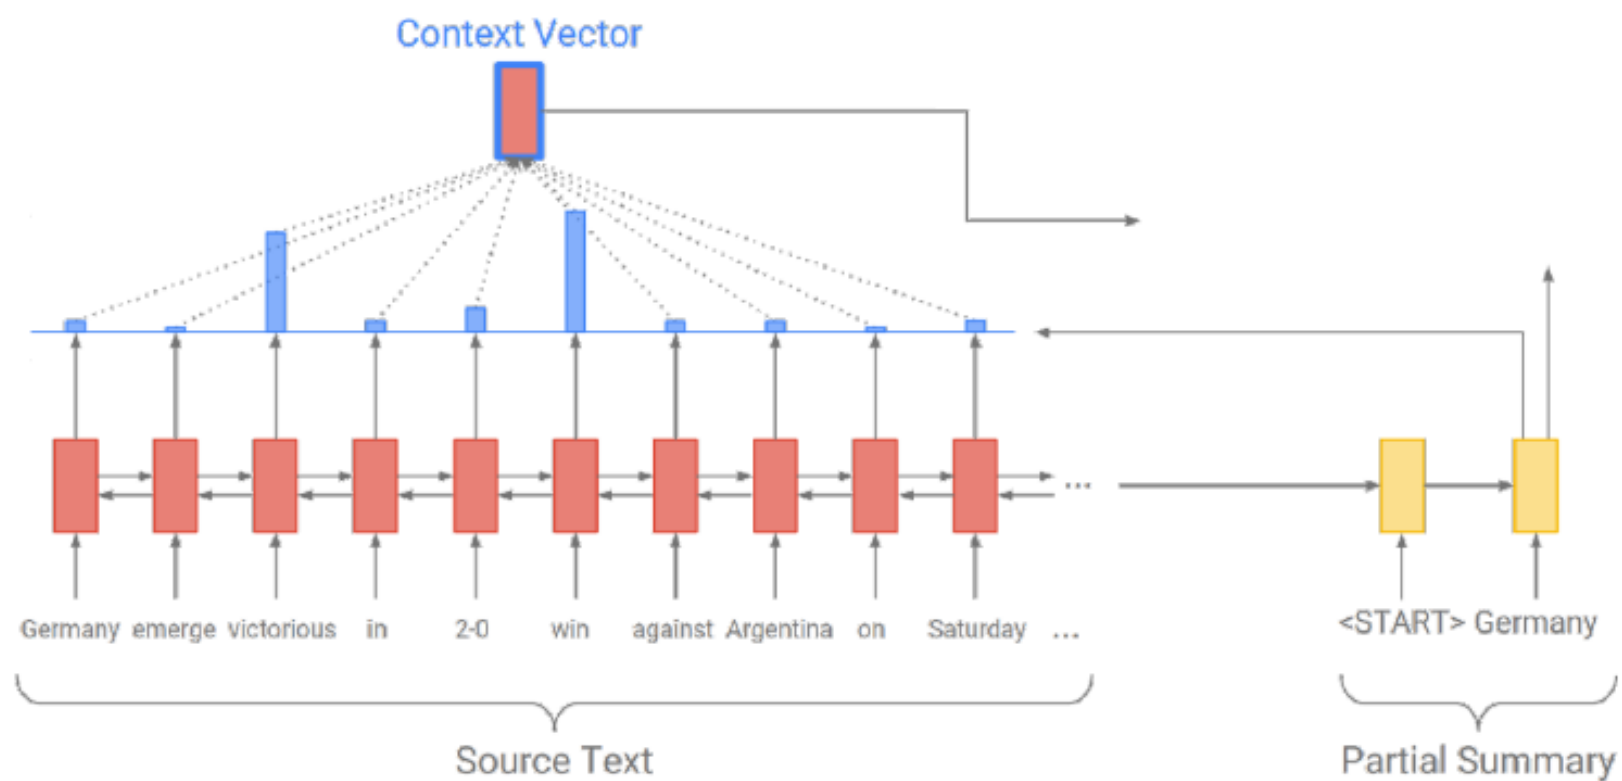 Context Vector
Germany emerge victorious in 2-0 win against Argentina on Saturday ...
<START> Germany
Source Text
Partial Summary